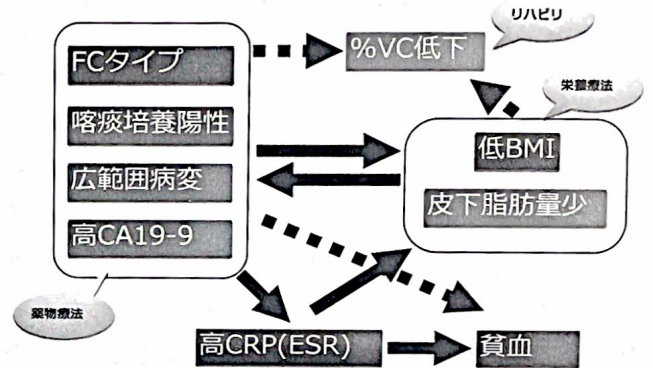 リハビリ
FCタイプ
%VC低下
栄養療法
喀痰培養陽性
低BMI
広範囲病変
皮下脂肪量少
高CA19-9
薬物療法
高CRP(ESR)
貧血